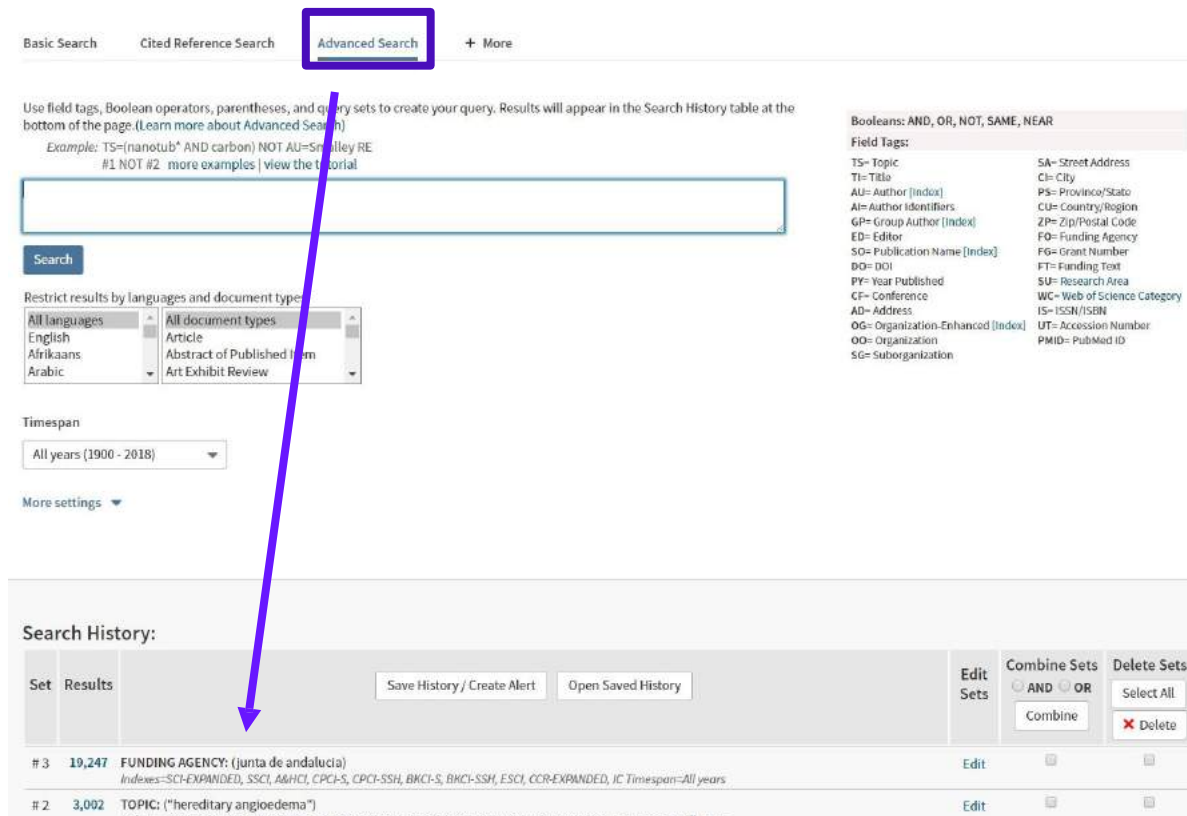 Basic Search Cited Reference Search Advanced Search + More
Use field tags, Boolean operators, parentheses, and query sets to create your query. Results will appear in the Search History table at the
bottom of the page.(Learn more about Advanced Search)
Example: TS=(nanotub* AND carbon) NOT AU=Smalley RE
#1 NOT #2 more examples | view the tutorial
Search
Restrict results by languages and document types
All languages
English
Afrikaans
Arabic
All document types
Article
Abstract of Published Item
Art Exhibit Review
Timespan
All years (1900 - 2018)
More settings
Booleans: AND, OR, NOT, SAME, NEAR
Field Tags:
TS= Topic
TI= Title
AU= Author [Index]
AI= Author Identifiers
GP= Group Author [Index]
ED= Editor
SO= Publication Name [Index]
DO= DOI
PY= Year Published
CF= Conference
AD= Address
OG= Organization-Enhanced [Index]
OO= Organization
SG= Suborganization
SA= Street Address
CI= City
PS= Province/State
CU= Country/Region
ZP= Zip/Postal Code
FO= Funding Agency
FG= Grant Number
FT= Funding Text
SU= Research Area
WC= Web of Science Category
IS= ISSN/ISBN
UT= Accession Number
PMID= PubMed ID
Search History:
Set Results Save History / Create Alert Open Saved History Edit Sets
Combine Sets
AND OR
Combine
Delete Sets
Select All
Delete
# 3 19,247 FUNDING AGENCY: (junta de andalucia) Edit
Indexes=SCI-EXPANDED, SSCI, A&HCI, CPCI-S, CPCI-SSH, BKCI-S, BKCI-SSH, ESCI, CCR-EXPANDED, IC Timespan=All years
# 2 3,002 TOPIC: ("hereditary angioedema") Edit